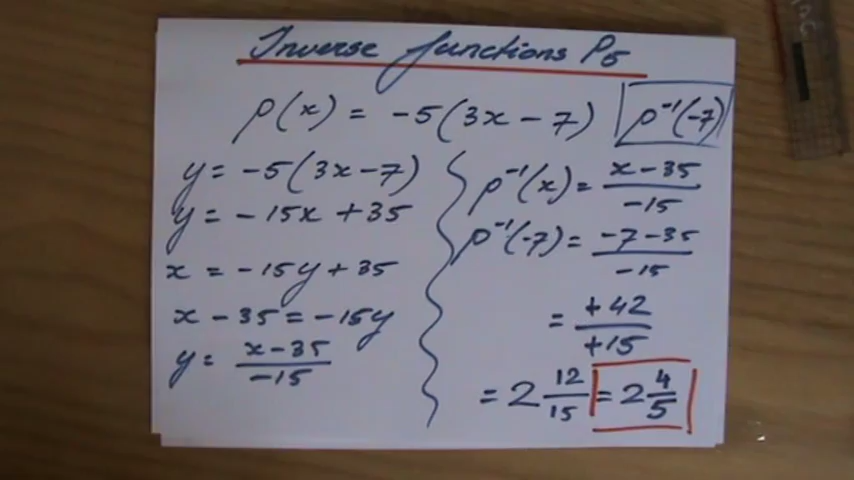 Inverse functions P5
p(x) = -5(3x - 7) p⁻¹(-7)
y = -5(3x - 7)
y = -15x + 35
x = -15y + 35
x - 35 = -15y
y = x - 35 / -15
p⁻¹(x) = x - 35 / -15
p⁻¹(-7) = -7 - 35 / -15
= +42 / +15
= 2 12/15 = 2 4/5